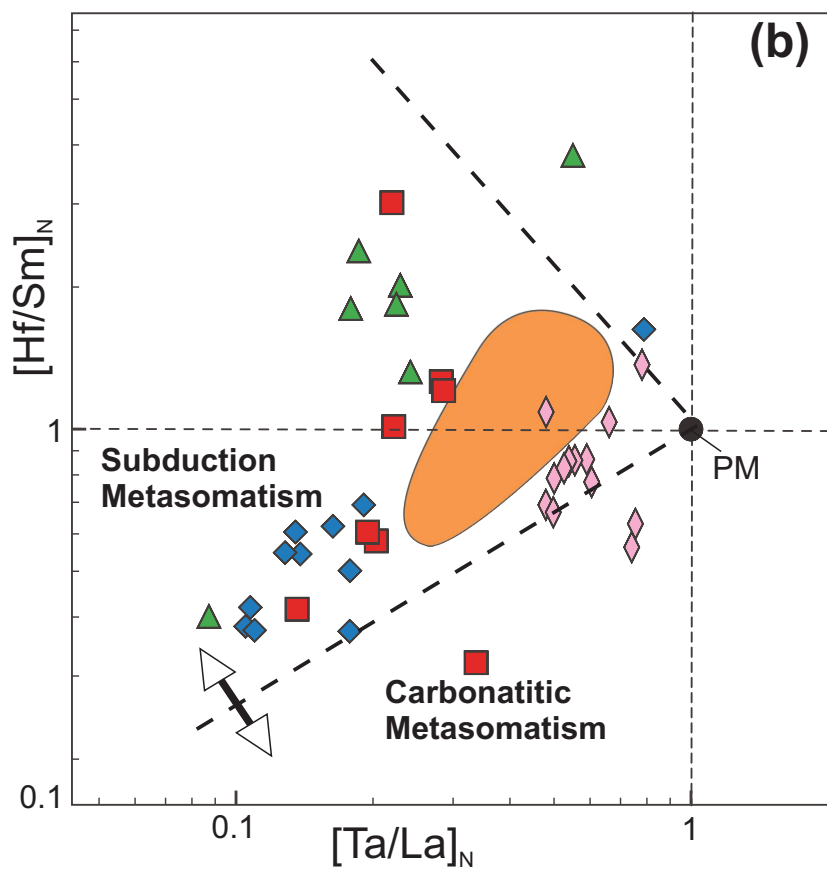 (b)
[Hf/Sm]N
1
Subduction
Metasomatism
PM
Carbonatitic
Metasomatism
0.1
0.1
1
[Ta/La]N